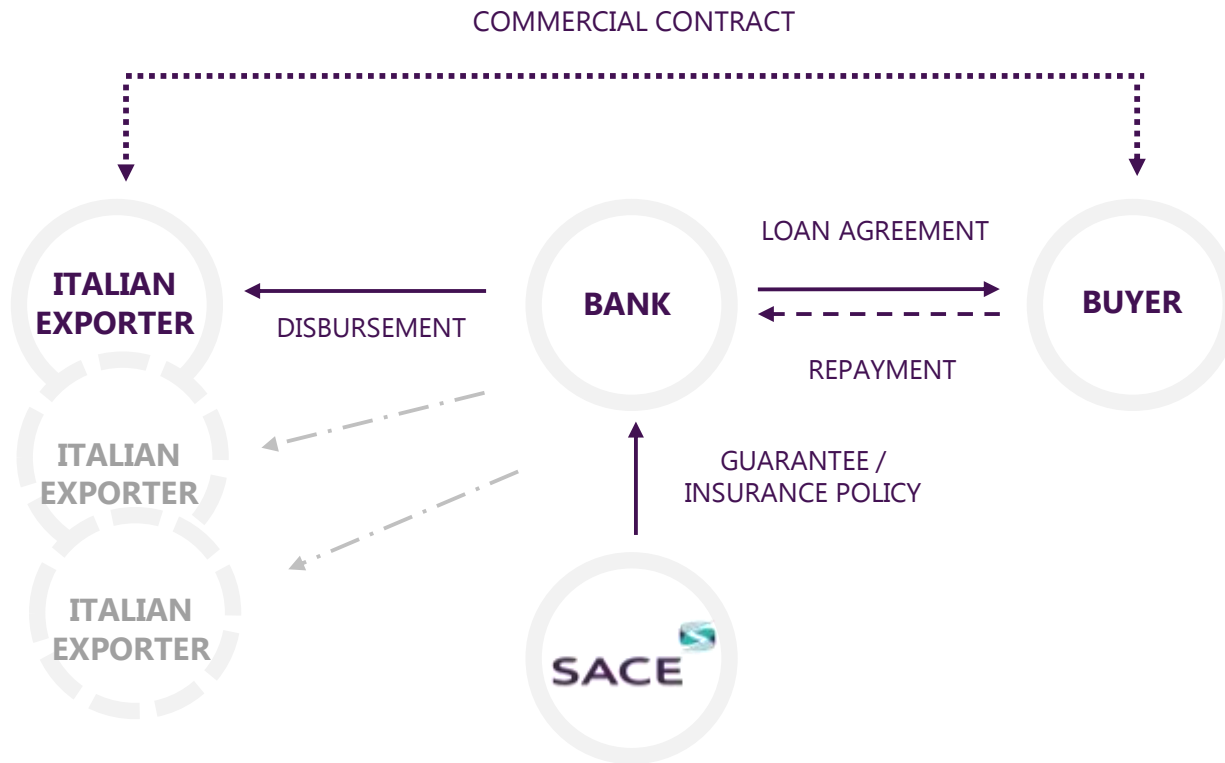 COMMERCIAL CONTRACT
LOAN AGREEMENT
ITALIAN
EXPORTER
BANK
BUYER
DISBURSEMENT
REPAYMENT
ITALIAN
EXPORTER
GUARANTEE /
INSURANCE POLICY
ITALIAN
EXPORTER
SACE